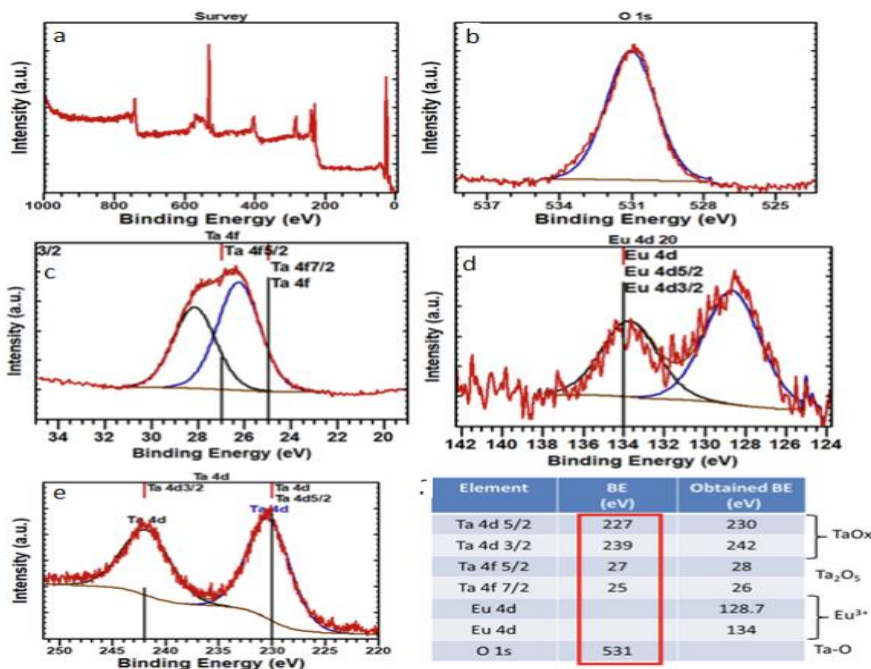 Survey
a
Intensity (a.u.)
1000 800 600 400 200 0
Binding Energy (eV)
O 1s
b
Intensity (a.u.)
537 534 531 528 525
Binding Energy (eV)
Ta 4f
3/2 Ta 4f5/2
c
Ta 4f7/2
Ta 4f
Intensity (a.u.)
34 32 30 28 26 24 22 20
Binding Energy (eV)
Eu 4d 20
d
Eu 4d
Eu 4d5/2
Eu 4d3/2
Intensity (a.u.)
142 140 138 136 134 132 130 128 126 124
Binding Energy (eV)
Ta 4d
e
Ta 4d3/2
Ta 4d
Ta 4d5/2
Ta 4d
Ta 4d
Intensity (a.u.)
250 240 235 230 225 220
Binding Energy (eV)
Element BE (eV) Obtained BE (eV)
Ta 4d 5/2 227 230
Ta 4d 3/2 239 242
TaOx
Ta 4f 5/2 27 28
Ta 4f 7/2 25 26
Ta₂O₅
Eu 4d 128.7
Eu 4d 134
Eu³⁺
O 1s 531
Ta-O